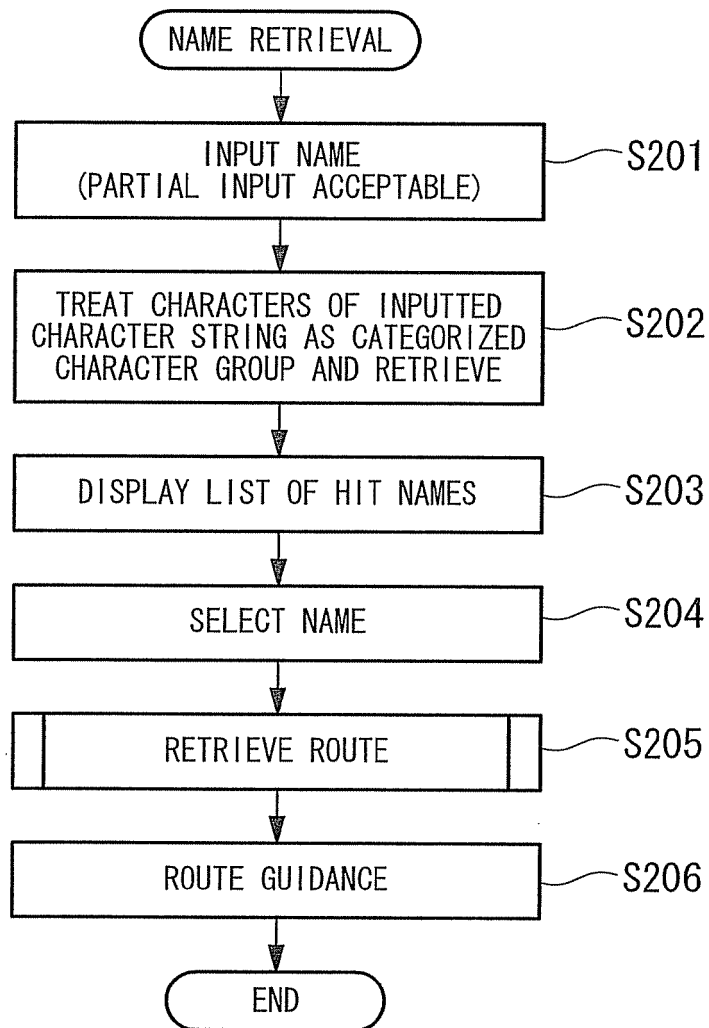 NAME RETRIEVAL
INPUT NAME
(PARTIAL INPUT ACCEPTABLE)
S201
TREAT CHARACTERS OF INPUTTED
CHARACTER STRING AS CATEGORIZED
CHARACTER GROUP AND RETRIEVE
S202
DISPLAY LIST OF HIT NAMES
S203
SELECT NAME
S204
RETRIEVE ROUTE
S205
ROUTE GUIDANCE
S206
END